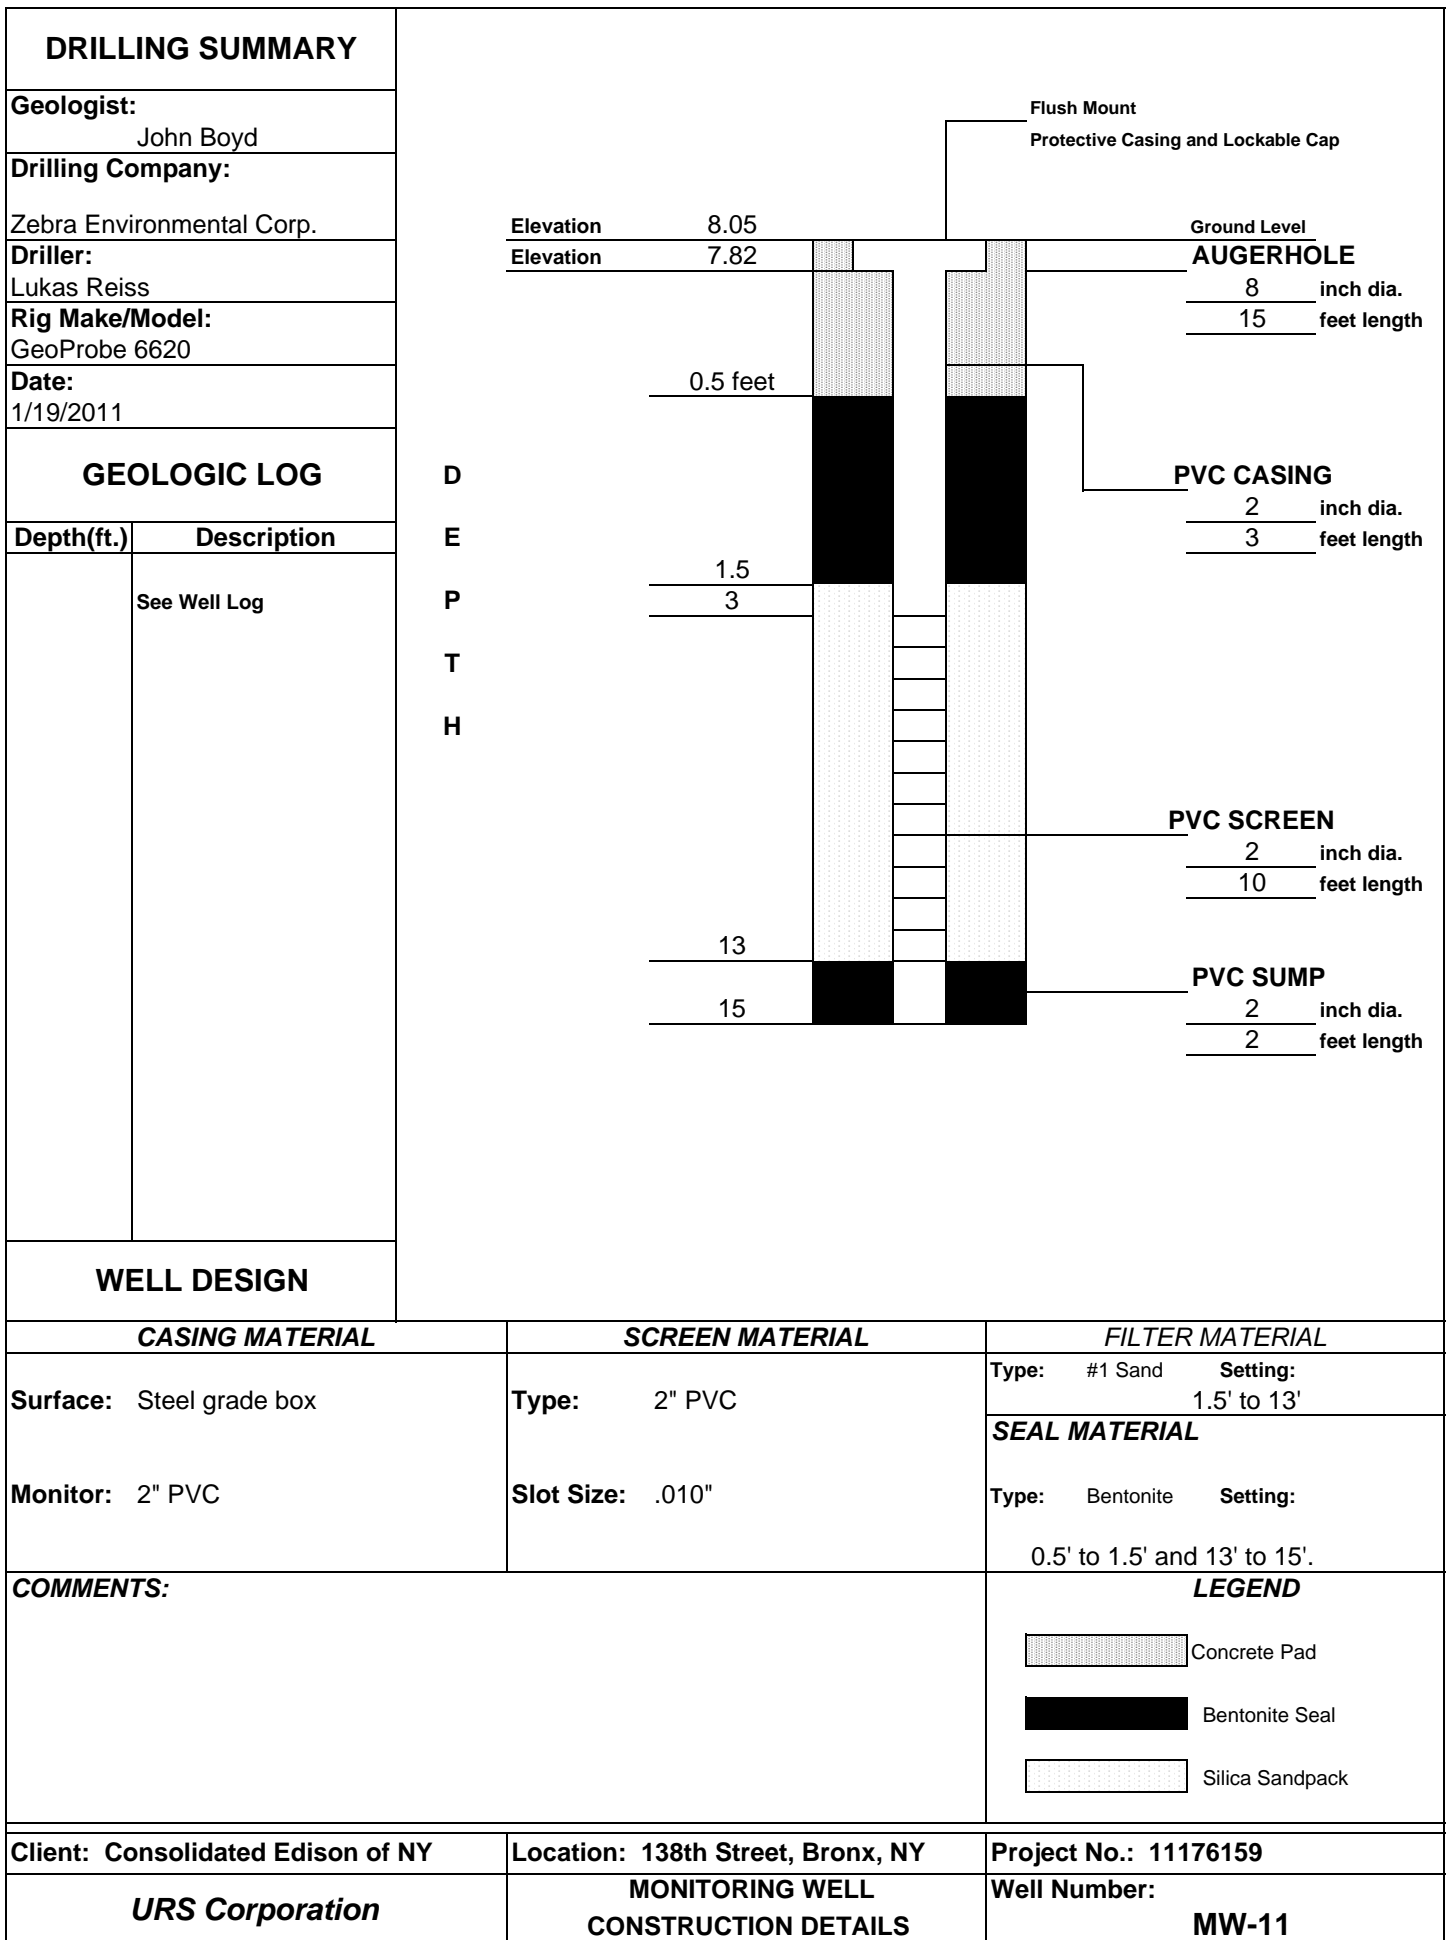 DRILLING SUMMARY
Geologist:
John Boyd
Drilling Company:
Zebra Environmental Corp.
Driller:
Lukas Reiss
Rig Make/Model:
GeoProbe 6620
Date:
1/19/2011
GEOLOGIC LOG
Depth(ft.) Description
See Well Log
WELL DESIGN
Flush Mount
Protective Casing and Lockable Cap
Elevation 8.05 Ground Level
Elevation 7.82 AUGERHOLE
8 inch dia.
15 feet length
0.5 feet
D PVC CASING
2 inch dia.
E 3 feet length
1.5
P 3
T
H
PVC SCREEN
2 inch dia.
10 feet length
13
PVC SUMP
15 2 inch dia.
2 feet length
CASING MATERIAL SCREEN MATERIAL FILTER MATERIAL
Type: #1 Sand Setting:
Surface: Steel grade box Type: 2" PVC 1.5' to 13'
SEAL MATERIAL
Monitor: 2" PVC Slot Size: .010" Type: Bentonite Setting:
0.5' to 1.5' and 13' to 15'.
COMMENTS: LEGEND
Concrete Pad
Bentonite Seal
Silica Sandpack
Client: Consolidated Edison of NY Location: 138th Street, Bronx, NY Project No.: 11176159
URS Corporation MONITORING WELL Well Number:
CONSTRUCTION DETAILS MW-11